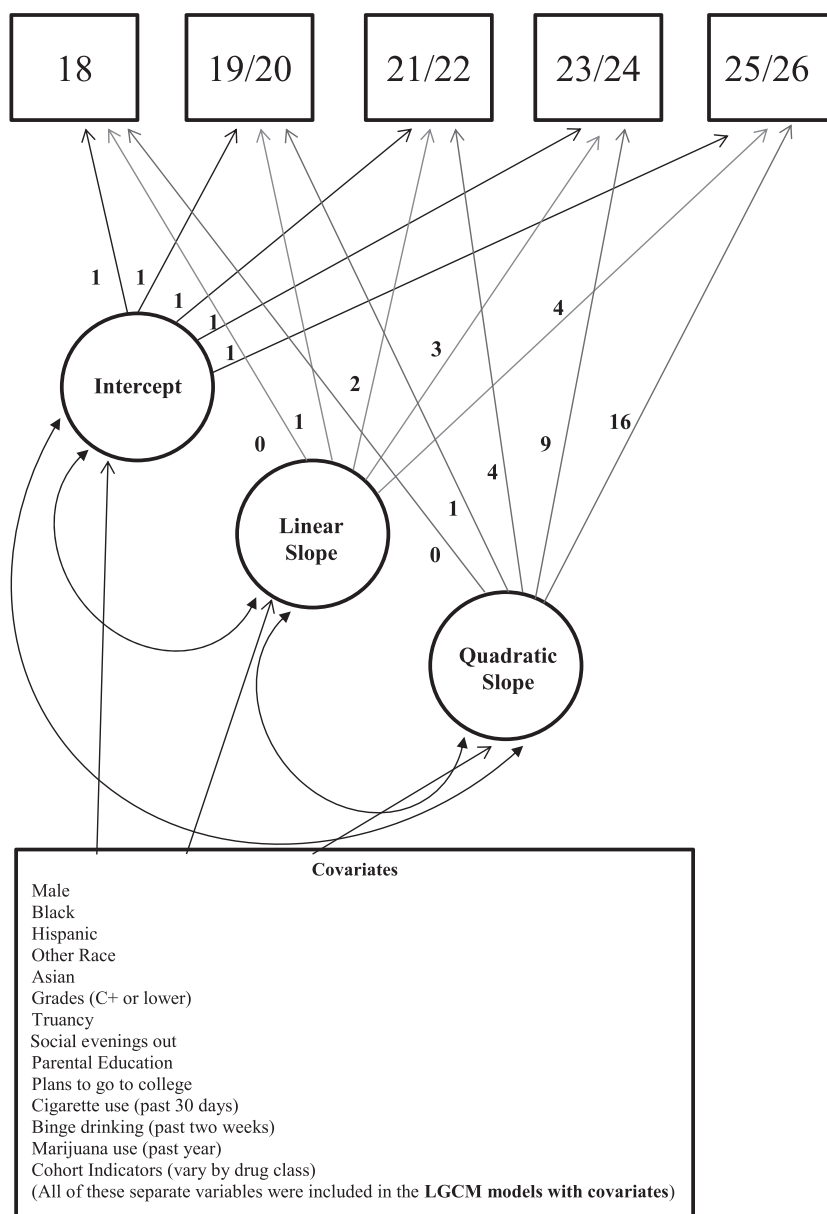 18
19/20
21/22
23/24
25/26
1
1
1
1
1
4
3
2
1
0
16
9
4
1
0
Intercept
Linear
Slope
Quadratic
Slope
Covariates
Male
Black
Hispanic
Other Race
Asian
Grades (C+ or lower)
Truancy
Social evenings out
Parental Education
Plans to go to college
Cigarette use (past 30 days)
Binge drinking (past two weeks)
Marijuana use (past year)
Cohort Indicators (vary by drug class)
(All of these separate variables were included in the LGCM models with covariates)